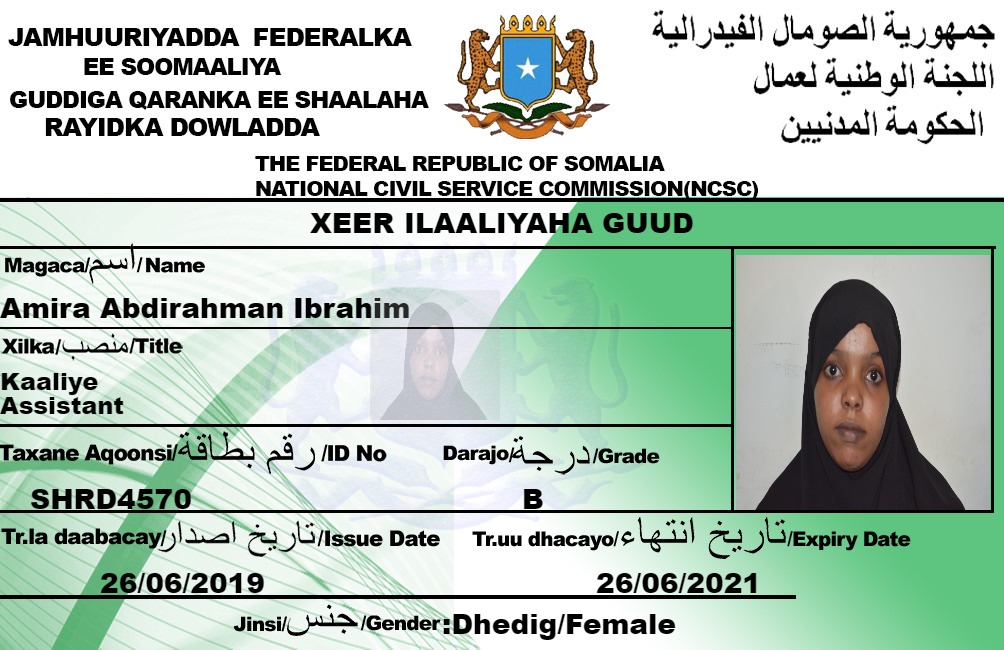 JAMHUURIYADDA FEDERALKA
EE SOOMAALIYA
GUDDIGA QARANKA EE SHAALAHA
RAYIDKA DOWLADDA
جمهورية الصومال الفيدرالية
اللجنة الوطنية لعمال
الحكومة المدنيين
THE FEDERAL REPUBLIC OF SOMALIA
NATIONAL CIVIL SERVICE COMMISSION(NCSC)
XEER ILAALIYAHA GUUD
Magaca/اسم/Name
Amira Abdirahman Ibrahim
Xilka/منصب/Title
Kaaliye
Assistant
Taxane Aqoonsi/رقم بطاقة/ID No Darajo/درجة/Grade
SHRD4570 B
Tr.la daabacay/تاريخ اصدار/Issue Date Tr.uu dhacayo/تاريخ انتهاء/Expiry Date
26/06/2019 26/06/2021
Jinsi/جنس/Gender:Dhedig/Female